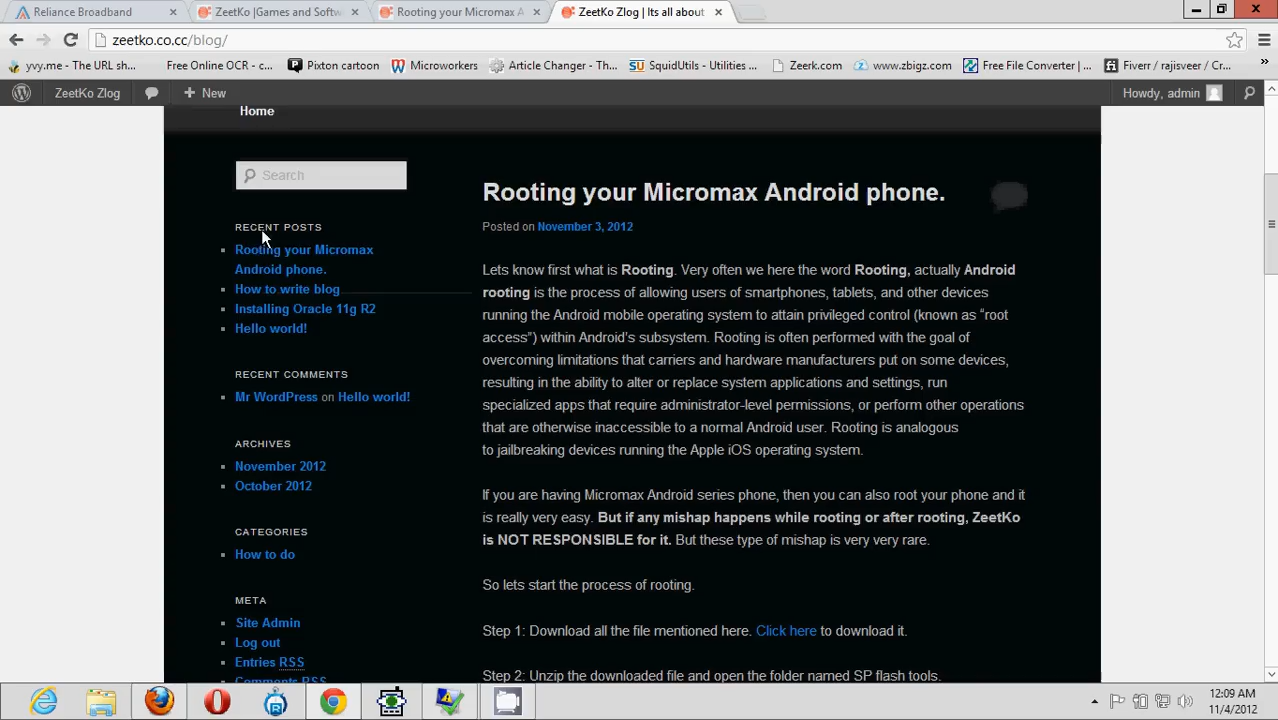 Reliance Broadband
ZeetKo |Games and Softw
Rooting your Micromax A
ZeetKo Zlog | Its all about
zeetko.co.cc/blog/
yvy.me - The URL sh...
Free Online OCR - c...
Pixton cartoon
Microworkers
Article Changer - Th...
SquidUtils - Utilities ...
Zeerk.com
www.zbigz.com
Free File Converter |...
Fiverr / rajisveer / Cr...
ZeetKo Zlog
New
Howdy, admin
Home
Search
RECENT POSTS
Rooting your Micromax
Android phone.
How to write blog
Installing Oracle 11g R2
Hello world!
RECENT COMMENTS
Mr WordPress on Hello world!
ARCHIVES
November 2012
October 2012
CATEGORIES
How to do
META
Site Admin
Log out
Entries RSS
Comments RSS
Rooting your Micromax Android phone.
Posted on November 3, 2012
Lets know first what is Rooting. Very often we here the word Rooting, actually Android
rooting is the process of allowing users of smartphones, tablets, and other devices
running the Android mobile operating system to attain privileged control (known as “root
access”) within Android’s subsystem. Rooting is often performed with the goal of
overcoming limitations that carriers and hardware manufacturers put on some devices,
resulting in the ability to alter or replace system applications and settings, run
specialized apps that require administrator-level permissions, or perform other operations
that are otherwise inaccessible to a normal Android user. Rooting is analogous
to jailbreaking devices running the Apple iOS operating system.
If you are having Micromax Android series phone, then you can also root your phone and it
is really very easy. But if any mishap happens while rooting or after rooting, ZeetKo
is NOT RESPONSIBLE for it. But these type of mishap is very very rare.
So lets start the process of rooting.
Step 1: Download all the file mentioned here. Click here to download it.
Step 2: Unzip the downloaded file and open the folder named SP flash tools.
12:09 AM
11/4/2012